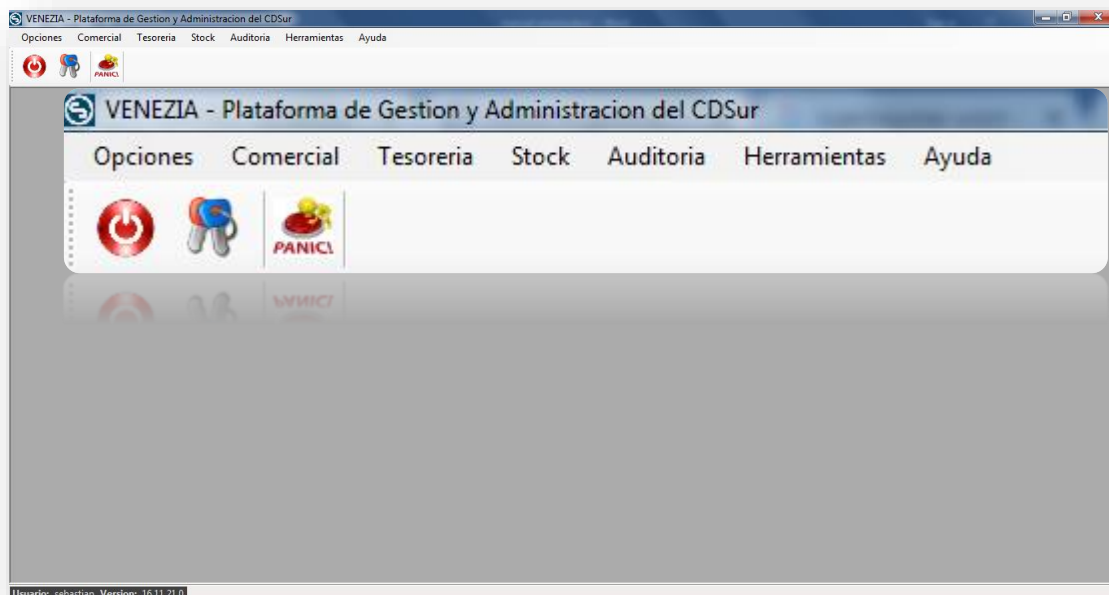 VENEZIA - Plataforma de Gestion y Administracion del CDSur
Opciones Comercial Tesoreria Stock Auditoria Herramientas Ayuda
PANIC!
VENEZIA - Plataforma de Gestion y Administracion del CDSur
Opciones Comercial Tesoreria Stock Auditoria Herramientas Ayuda
PANIC!
Usuario: sebastian Version: 16.11.21.0